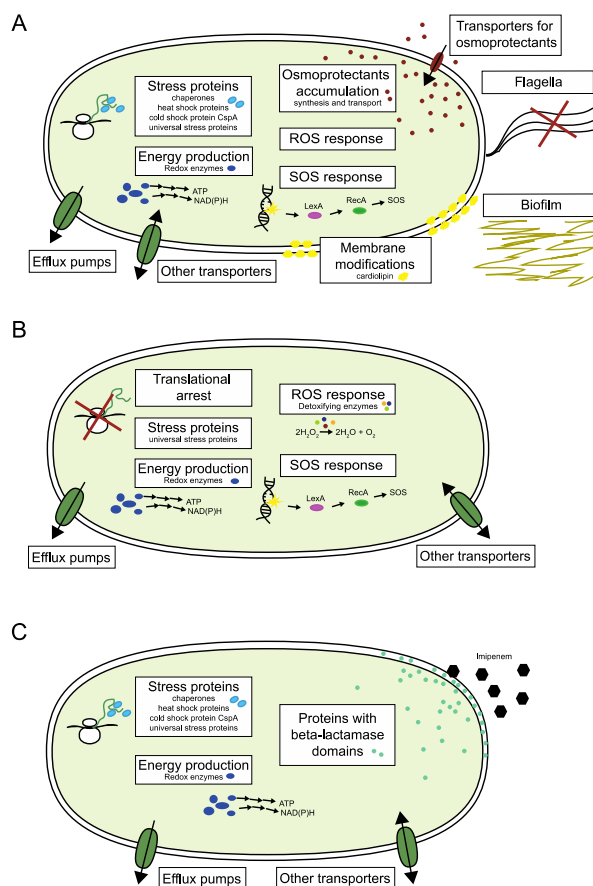 A
Transporters for
osmoprotectants
Stress proteins
chaperones
heat shock proteins
cold shock protein CspA
universal stress proteins
Osmoprotectants
accumulation
synthesis and transport
Flagella
ROS response
Energy production
Redox enzymes
SOS response
ATP
NAD(P)H
LexA
RecA
SOS
Biofilm
Efflux pumps
Other transporters
Membrane
modifications
cardiolipin
B
Translational
arrest
ROS response
Detoxifying enzymes
Stress proteins
universal stress proteins
2H₂O₂ 2H₂O + O₂
Energy production
Redox enzymes
SOS response
ATP
NAD(P)H
LexA
RecA
SOS
Efflux pumps
Other transporters
C
Imipenem
Stress proteins
chaperones
heat shock proteins
cold shock protein CspA
universal stress proteins
Proteins with
beta-lactamase
domains
Energy production
Redox enzymes
ATP
NAD(P)H
Efflux pumps
Other transporters